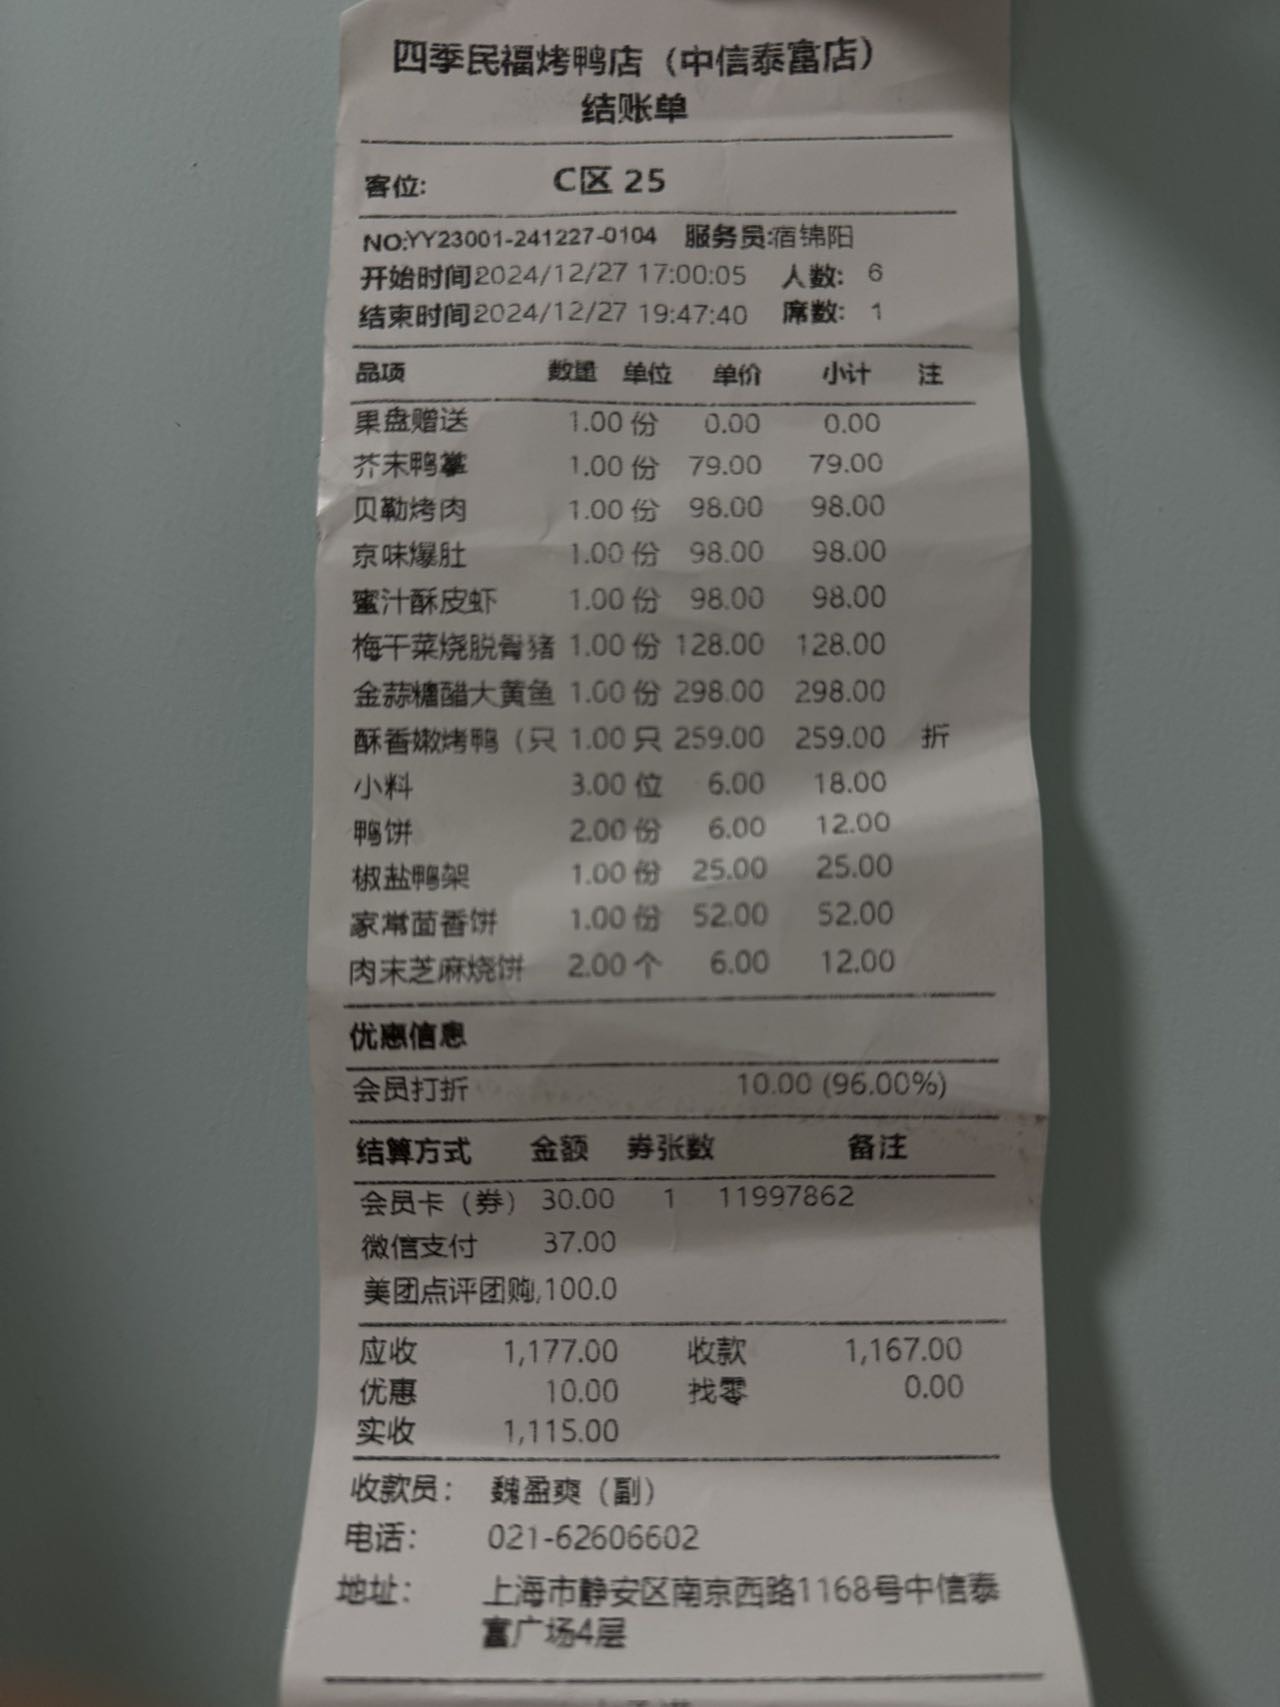 四季民福烤鸭店（中信泰富店）
结账单
客位: C区 25
NO:YY23001-241227-0104 服务员:宿锦阳
开始时间2024/12/27 17:00:05 人数: 6
结束时间2024/12/27 19:47:40 席数: 1
品项 数量 单位 单价 小计 注
果盘赠送 1.00 份 0.00 0.00
芥末鸭掌 1.00 份 79.00 79.00
贝勒烤肉 1.00 份 98.00 98.00
京味爆肚 1.00 份 98.00 98.00
蜜汁酥皮虾 1.00 份 98.00 98.00
梅干菜烧脱骨猪 1.00 份 128.00 128.00
金蒜糖醋大黄鱼 1.00 份 298.00 298.00
酥香嫩烤鸭（只 1.00 只 259.00 259.00 折
小料 3.00 位 6.00 18.00
鸭饼 2.00 份 6.00 12.00
椒盐鸭架 1.00 份 25.00 25.00
家常茴香饼 1.00 份 52.00 52.00
肉末芝麻烧饼 2.00 个 6.00 12.00
优惠信息
会员打折 10.00 (96.00%)
结算方式 金额 券张数 备注
会员卡（券） 30.00 1 11997862
微信支付 37.00
美团点评团购,100.0
应收 1,177.00 收款 1,167.00
优惠 10.00 找零 0.00
实收 1,115.00
收款员： 魏盈爽（副）
电话： 021-62606602
地址： 上海市静安区南京西路1168号中信泰
富广场4层